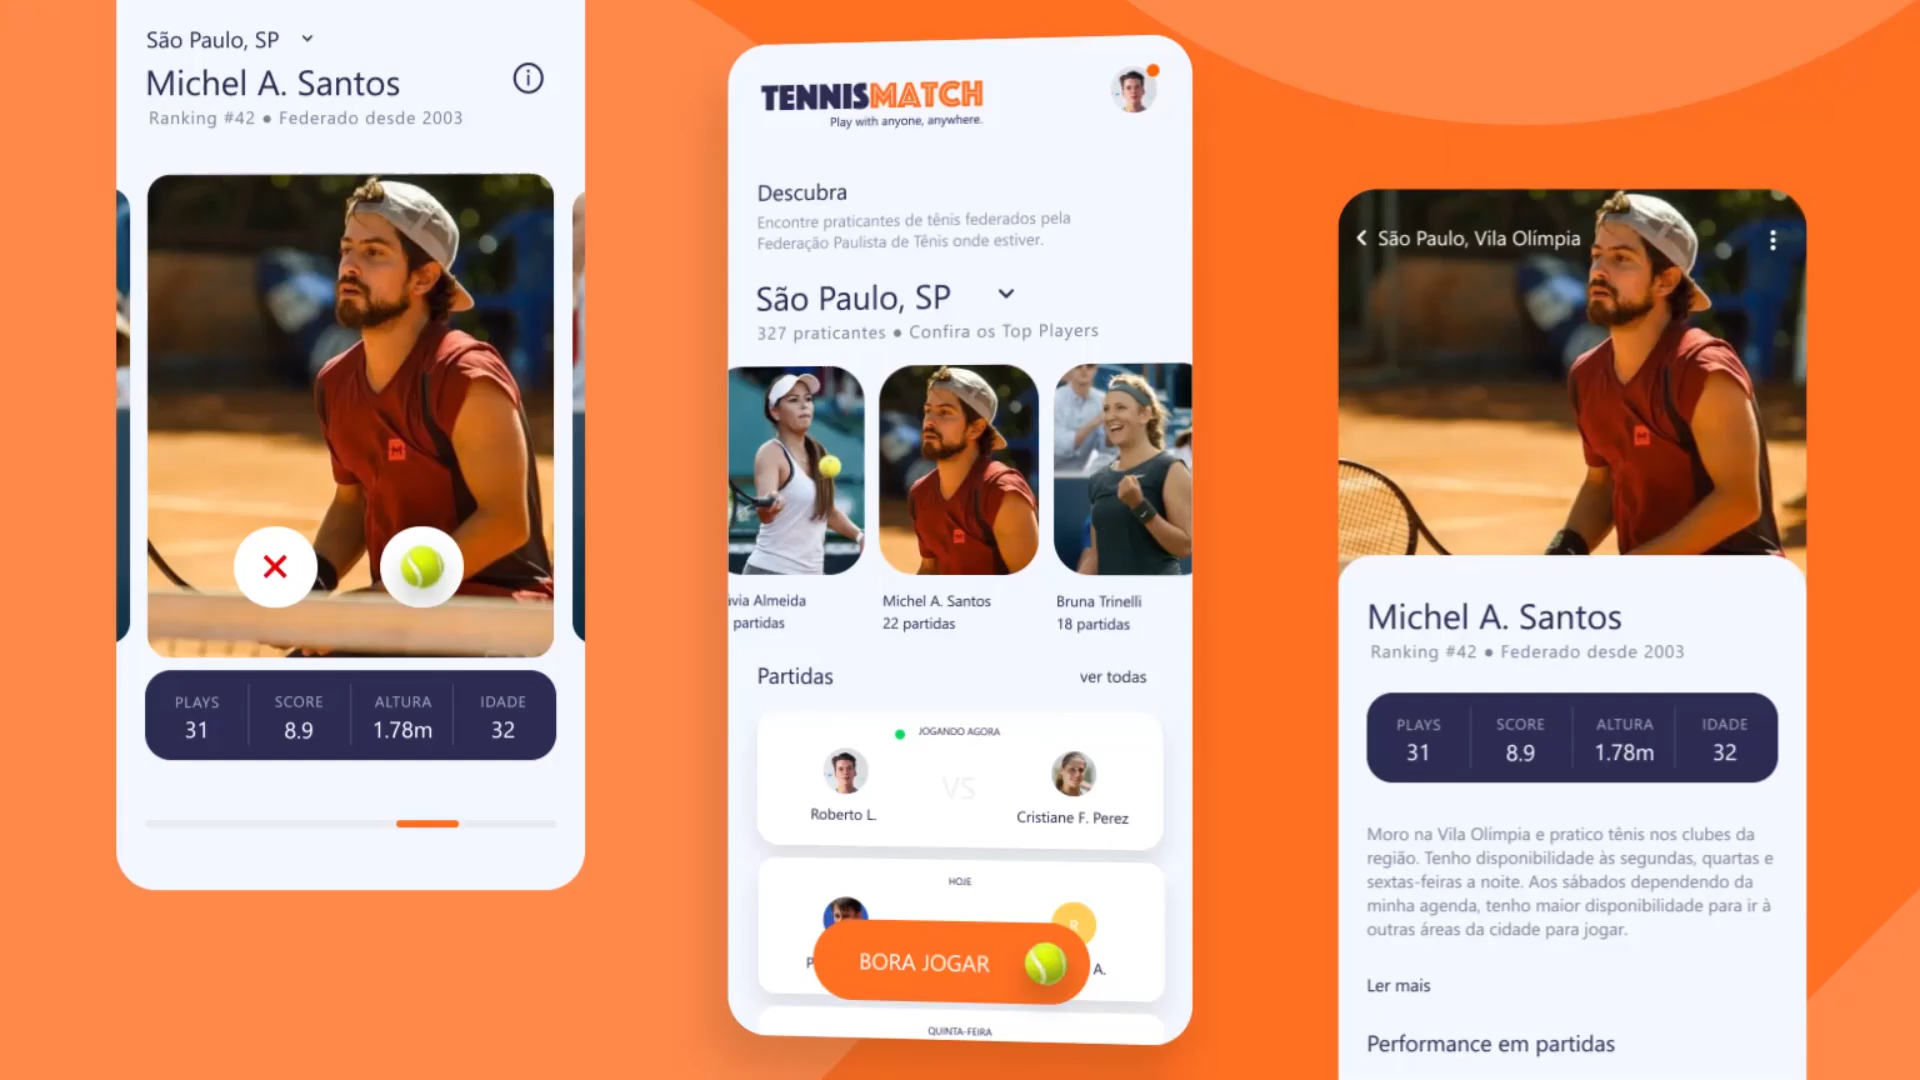 São Paulo, SP
Michel A. Santos
Ranking #42 ● Federado desde 2003
PLAYS SCORE ALTURA IDADE
31 8.9 1.78m 32
TENNISMATCH
Play with anyone, anywhere.
Descubra
Encontre praticantes de tênis federados pela
Federação Paulista de Tênis onde estiver.
São Paulo, SP
327 praticantes ● Confira os Top Players
Almeida
partidas
Michel A. Santos
22 partidas
Bruna Trinelli
18 partidas
Partidas
ver todas
JOGANDO AGORA
VS
Roberto L.
Cristiane F. Perez
HOJE
R
P
A.
BORA JOGAR
QUINTA-FEIRA
São Paulo, Vila Olímpia
Michel A. Santos
Ranking #42 ● Federado desde 2003
PLAYS SCORE ALTURA IDADE
31 8.9 1.78m 32
Moro na Vila Olímpia e pratico tênis nos clubes da
região. Tenho disponibilidade às segundas, quartas e
sextas-feiras a noite. Aos sábados dependendo da
minha agenda, tenho maior disponibilidade para ir à
outras áreas da cidade para jogar.
Ler mais
Performance em partidas